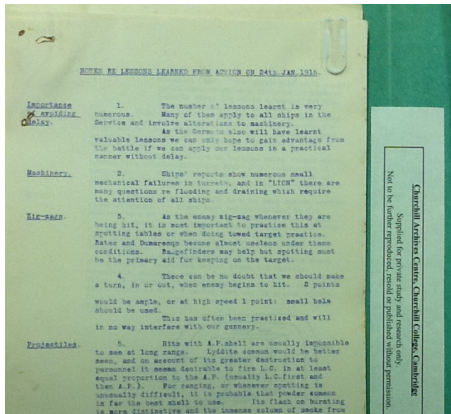 NOTES RE LESSONS LEARNED FROM ACTION ON 24th JAN. 1915.
Importance of avoiding delay.
1. The number of lessons learnt is very
numerous. Many of them apply to all ships in the
Service and involve alterations to machinery.
As the Germans also will have learnt
valuable lessons we can only hope to gain advantage from
the battle if we can apply our lessons in a practical
manner without delay.
Machinery.
2. Ships' reports show numerous small
mechanical failures in turrets, and in "LION" there are
many questions re flooding and draining which require
the attention of all ships
Zig-zags.
3. As the enemy zig-zag whenever they are
being hit, it is most important to practise this at
spotting tables or when doing towed target practice.
Rates and Dumaresqs become almost useless under these
conditions. Rangefinders may help but spotting must
be the primary aid for keeping on the target.
4. There can be no doubt that we should make
a turn, in or out, when enemy begins to hit. 2 points
would be ample, or at high speed 1 point: small helm
should be used.
This has often been practised and will
in no way interfere with our gunnery.
Projectiles.
5. Hits with A.P. shell are usually impossible
to see at long range. Lyddite common would be better
seen, and on account of its greater destruction to
personnel it seems desirable to fire L.C. in at least
equal proportion to the A.P. (usually L.C. first and
then A.P.). For ranging, or whenever spotting is
unusually difficult, it is probable that powder common
is far the best shell to use. Its flash on bursting
is more distinctive and the immense column of smoke from
Churchill Archives Centre, Churchill College, Cambridge
Supplied for private study and research only.
Not to be further reproduced, resold or published without permission.